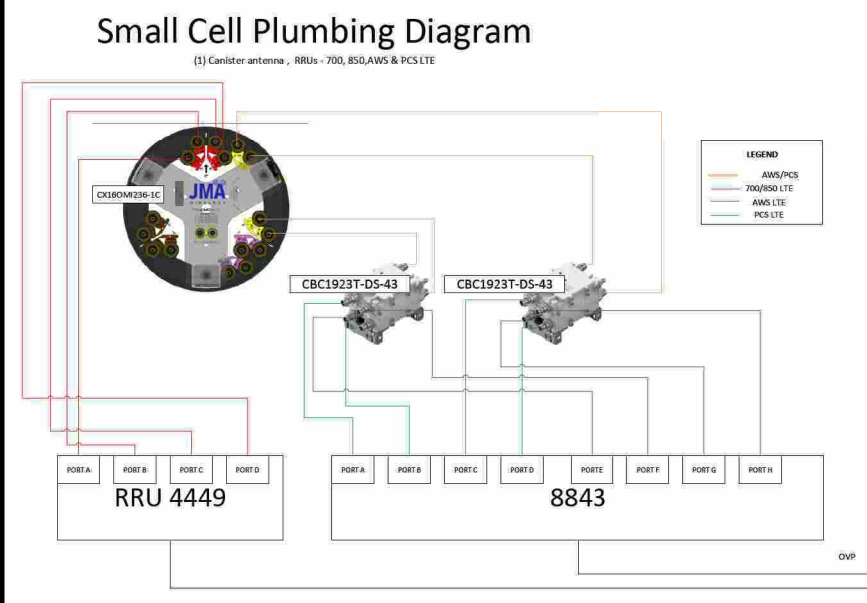 Small Cell Plumbing Diagram
(1) Canister antenna , RRUs - 700, 850,AWS & PCS LTE
LEGEND
AWS/PCS
700/850 LTE
AWS LTE
PCS LTE
CX16OMI236-1C
JMA
WIRELESS
CBC1923T-DS-43
CBC1923T-DS-43
PORT A
PORT B
PORT C
PORT D
RRU 4449
PORT A
PORT B
PORT C
PORT D
PORT E
PORT F
PORT G
PORT H
8843
OVP